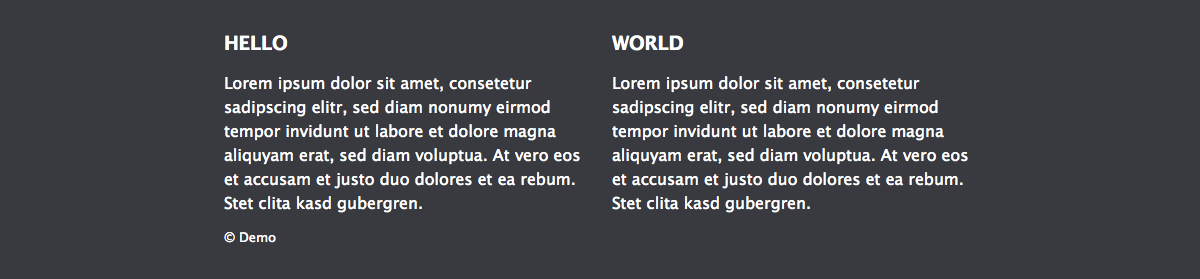 HELLO
Lorem ipsum dolor sit amet, consetetur
sadipscing elitr, sed diam nonumy eirmod
tempor invidunt ut labore et dolore magna
aliquyam erat, sed diam voluptua. At vero eos
et accusam et justo duo dolores et ea rebum.
Stet clita kasd gubergren.
WORLD
Lorem ipsum dolor sit amet, consetetur
sadipscing elitr, sed diam nonumy eirmod
tempor invidunt ut labore et dolore magna
aliquyam erat, sed diam voluptua. At vero eos
et accusam et justo duo dolores et ea rebum.
Stet clita kasd gubergren.
© Demo